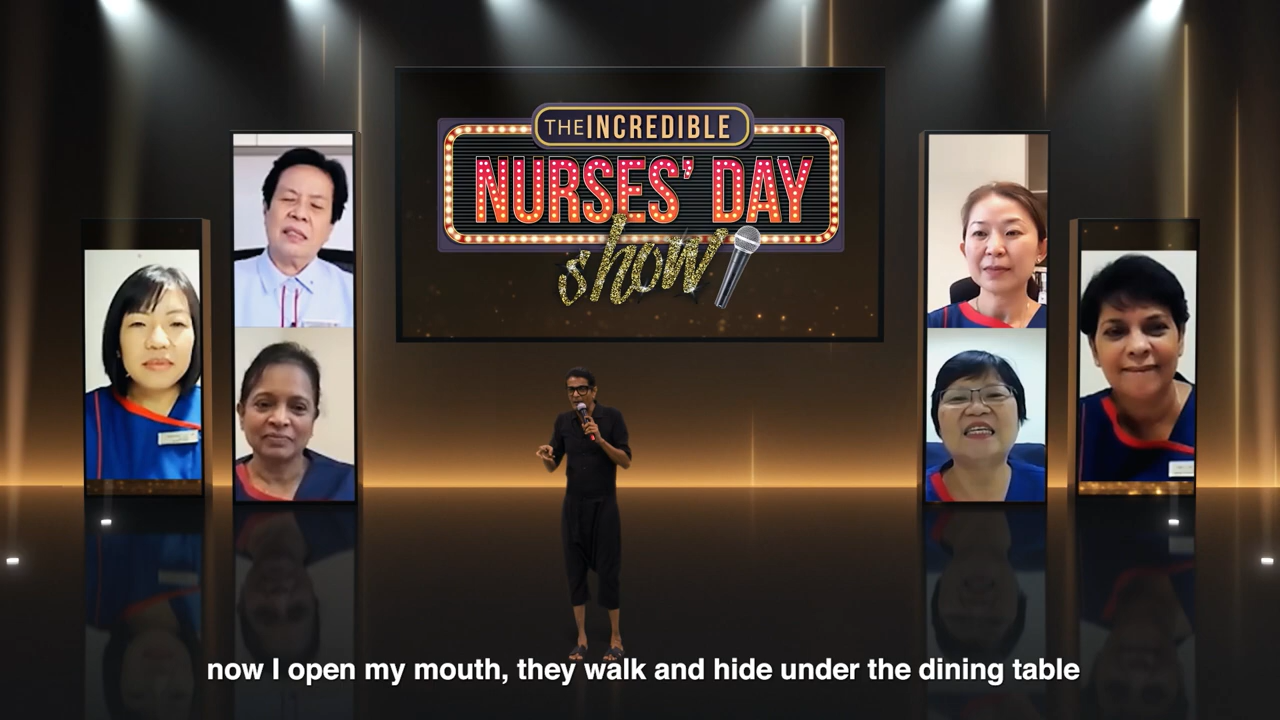 THE INCREDIBLE
NURSES' DAY
show
now I open my mouth, they walk and hide under the dining table